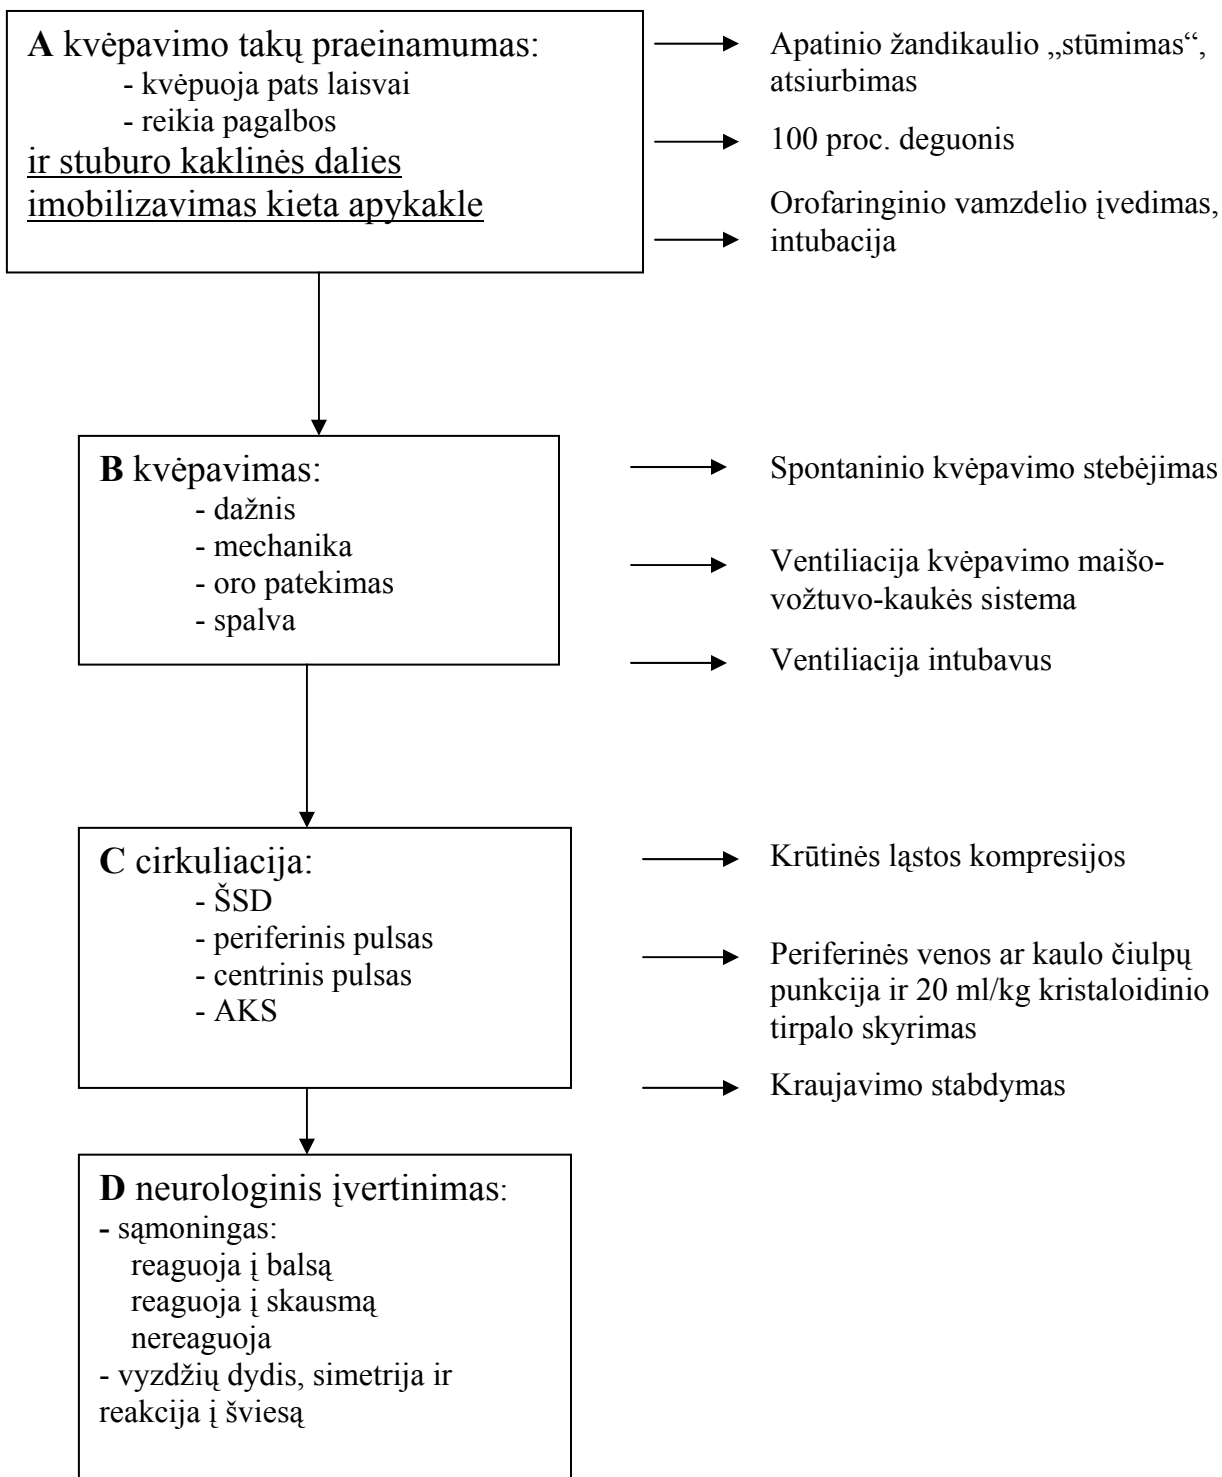 A kvėpavimo takų praeinamumas:
- kvėpuoja pats laisvai
- reikia pagalbos
ir stuburo kaklinės dalies
imobilizavimas kieta apykakle
Apatinio žandikaulio „stūmimas“,
atsiurbimas
100 proc. deguonis
Orofaringinio vamzdelio įvedimas,
intubacija
B kvėpavimas:
- dažnis
- mechanika
- oro patekimas
- spalva
Spontaninio kvėpavimo stebėjimas
Ventiliacija kvėpavimo maišo-
vožtuvo-kaukės sistema
Ventiliacija intubavus
C cirkuliacija:
- ŠSD
- periferinis pulsas
- centrinis pulsas
- AKS
Krūtinės ląstos kompresijos
Periferinės venos ar kaulo čiulpų
punkcija ir 20 ml/kg kristaloidinio
tirpalo skyrimas
Kraujavimo stabdymas
D neurologinis įvertinimas:
- sąmoningas:
reaguoja į balsą
reaguoja į skausmą
nereaguoja
- vyzdžių dydis, simetrija ir
reakcija į šviesą